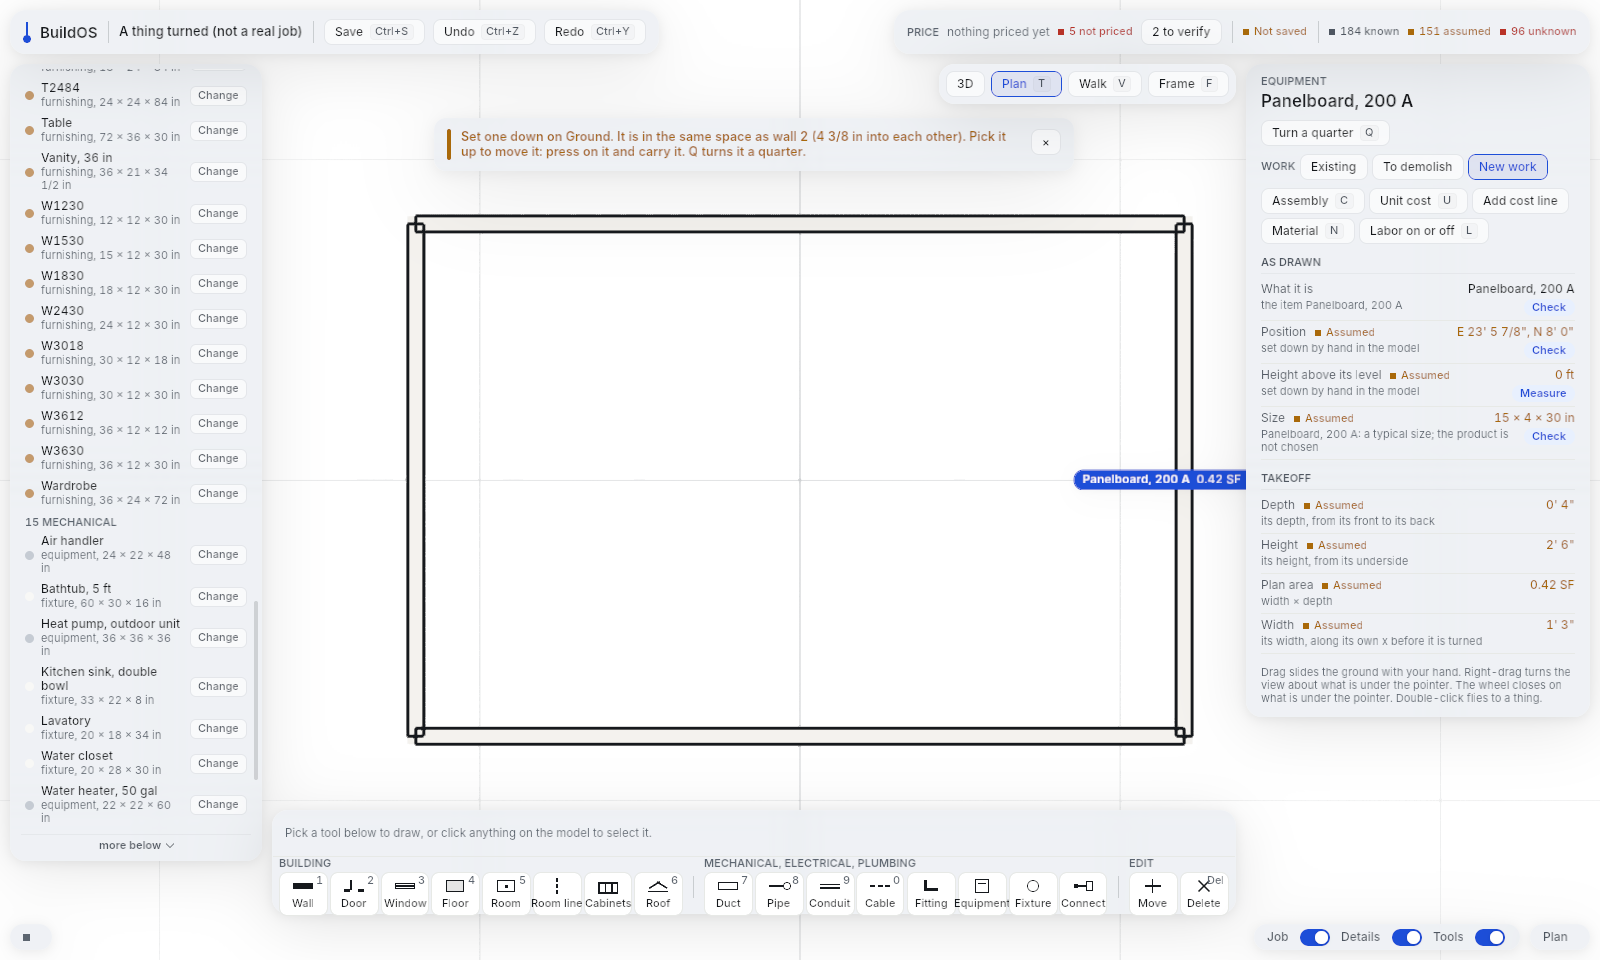 BuildOS
A thing turned (not a real job)
Save Ctrl+S
Undo Ctrl+Z
Redo Ctrl+Y
PRICE nothing priced yet 5 not priced
2 to verify
Not saved
184 known 151 assumed 96 unknown
3D
Plan T
Walk V
Frame F
T2484
furnishing, 24 × 24 × 84 in
Change
Table
furnishing, 72 × 36 × 30 in
Change
Vanity, 36 in
furnishing, 36 × 21 × 34
1/2 in
Change
W1230
furnishing, 12 × 12 × 30 in
Change
W1530
furnishing, 15 × 12 × 30 in
Change
W1830
furnishing, 18 × 12 × 30 in
Change
W2430
furnishing, 24 × 12 × 30 in
Change
W3018
furnishing, 30 × 12 × 18 in
Change
W3030
furnishing, 30 × 12 × 30 in
Change
W3612
furnishing, 36 × 12 × 12 in
Change
W3630
furnishing, 36 × 12 × 30 in
Change
Wardrobe
furnishing, 36 × 24 × 72 in
Change
15 MECHANICAL
Air handler
equipment, 24 × 22 × 48
in
Change
Bathtub, 5 ft
fixture, 60 × 30 × 16 in
Change
Heat pump, outdoor unit
equipment, 36 × 36 × 36
in
Change
Kitchen sink, double
bowl
fixture, 33 × 22 × 8 in
Change
Lavatory
fixture, 20 × 18 × 34 in
Change
Water closet
fixture, 20 × 28 × 30 in
Change
Water heater, 50 gal
equipment, 22 × 22 × 60
in
Change
more below
Set one down on Ground. It is in the same space as wall 2 (4 3/8 in into each other). Pick it
up to move it: press on it and carry it. Q turns it a quarter.
×
Panelboard, 200 A 0.42 SF
EQUIPMENT
Panelboard, 200 A
Turn a quarter Q
WORK
Existing
To demolish
New work
Assembly C
Unit cost U
Add cost line
Material N
Labor on or off L
AS DRAWN
What it is Panelboard, 200 A
the item Panelboard, 200 A Check
Position Assumed E 23' 5 7/8", N 8' 0"
set down by hand in the model Check
Height above its level Assumed 0 ft
set down by hand in the model Measure
Size Assumed 15 × 4 × 30 in
Panelboard, 200 A: a typical size; the product is
not chosen
Check
TAKEOFF
Depth Assumed 0' 4"
its depth, from its front to its back
Height Assumed 2' 6"
its height, from its underside
Plan area Assumed 0.42 SF
width × depth
Width Assumed 1' 3"
its width, along its own x before it is turned
Drag slides the ground with your hand. Right-drag turns the
view about what is under the pointer. The wheel closes on
what is under the pointer. Double-click flies to a thing.
Pick a tool below to draw, or click anything on the model to select it.
BUILDING
Wall 1
Door 2
Window 3
Floor 4
Room 5
Room line
Cabinets
Roof 6
MECHANICAL, ELECTRICAL, PLUMBING
Duct 7
Pipe 8
Conduit 9
Cable 0
Fitting
Equipment
Fixture
Connect
EDIT
Move
Delete Del
Job
Details
Tools
Plan